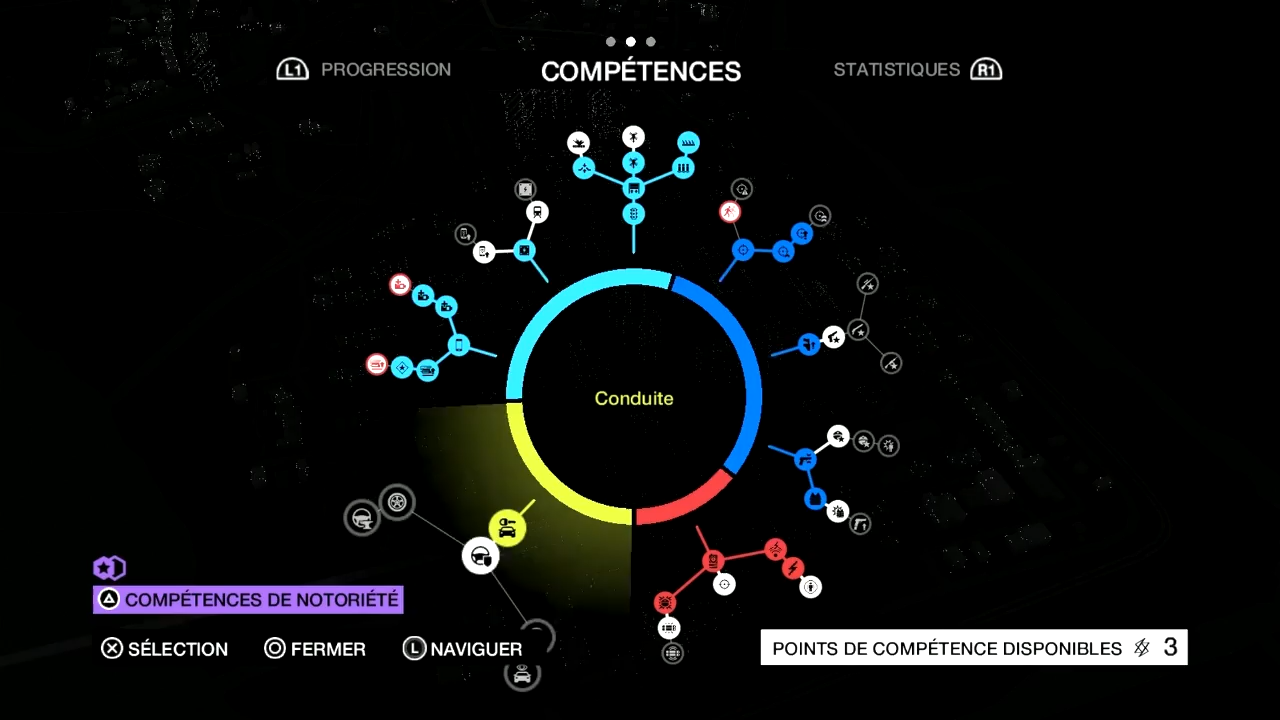 L1 PROGRESSION
COMPÉTENCES
STATISTIQUES R1
Conduite
COMPÉTENCES DE NOTORIÉTÉ
SÉLECTION
FERMER
L NAVIGUER
POINTS DE COMPÉTENCE DISPONIBLES 3